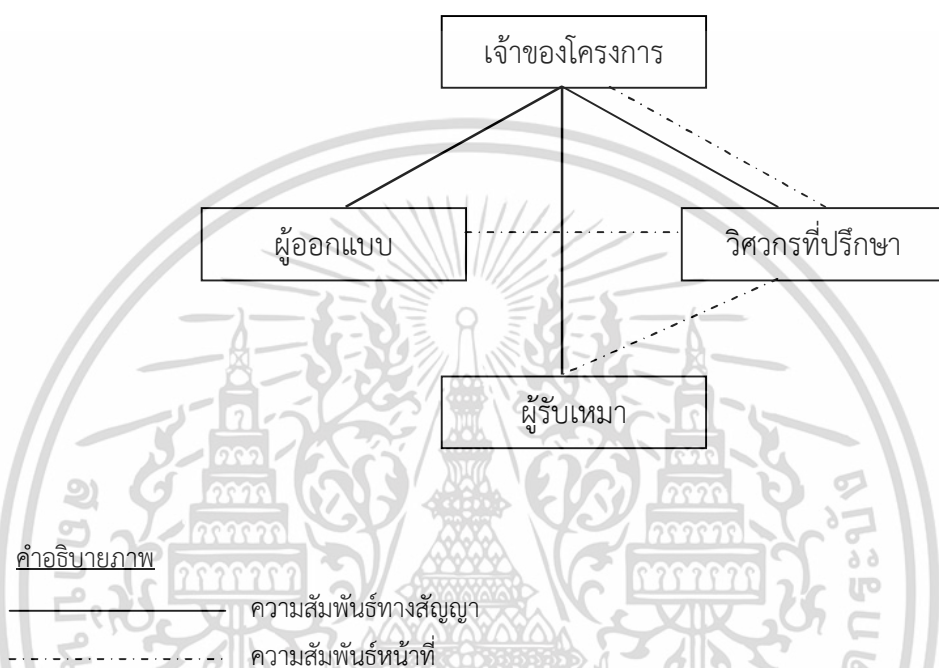 เจ้าของโครงการ
ผู้ออกแบบ
วิศวกรที่ปรึกษา
ผู้รับเหมา
คำอธิบายภาพ
ความสัมพันธ์ทางสัญญา
ความสัมพันธ์หน้าที่